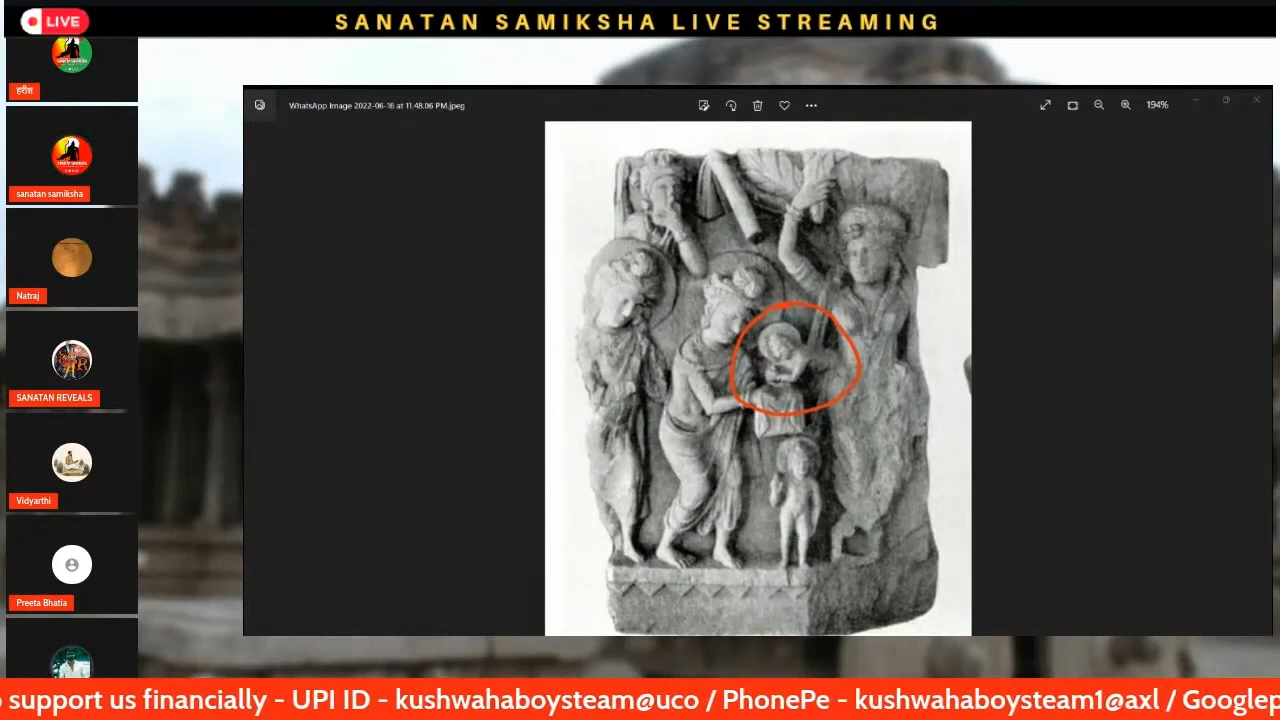 LIVE
SANATAN SAMIKSHA LIVE STREAMING
हरीश
sanatan samiksha
Natraj
SANATAN REVEALS
Vidyarthi
Preeta Bhatia
WhatsApp Image 2022-06-16 at 11.48.06 PM.jpeg
194%
support us financially - UPI ID - kushwahaboysteam@uco / PhonePe - kushwahaboysteam1@axl / Googlep